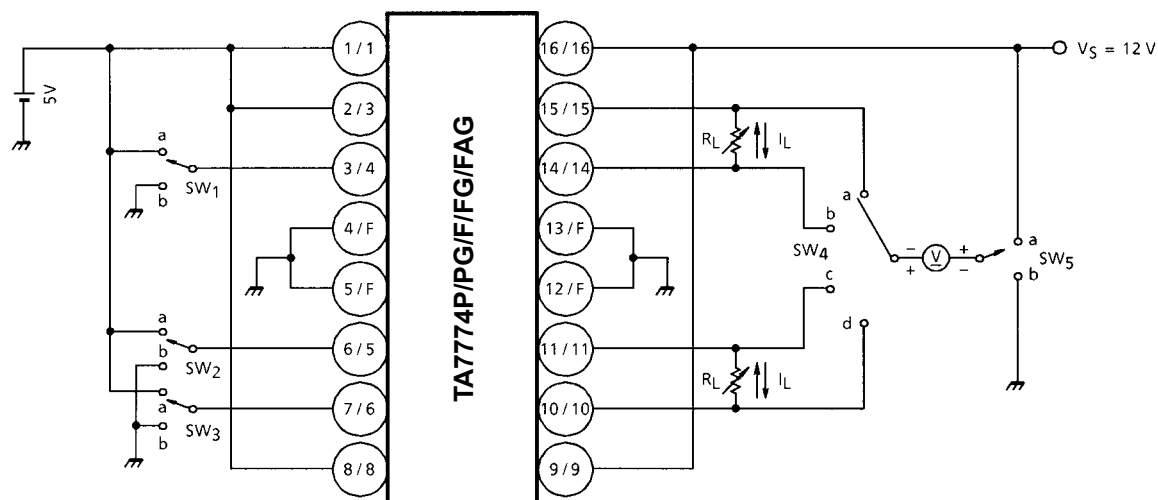 5V
a
b
SW1
a
b
SW2
a
b
SW3
1 / 1
2 / 3
3 / 4
4 / F
5 / F
6 / 5
7 / 6
8 / 8
TA7774P/PG/F/FG/FAG
16 / 16
15 / 15
14 / 14
13 / F
12 / F
11 / 11
10 / 10
9 / 9
RL
IL
RL
IL
a
b
SW4
c
d
− V +
+ −
a
SW5
b
VS = 12 V